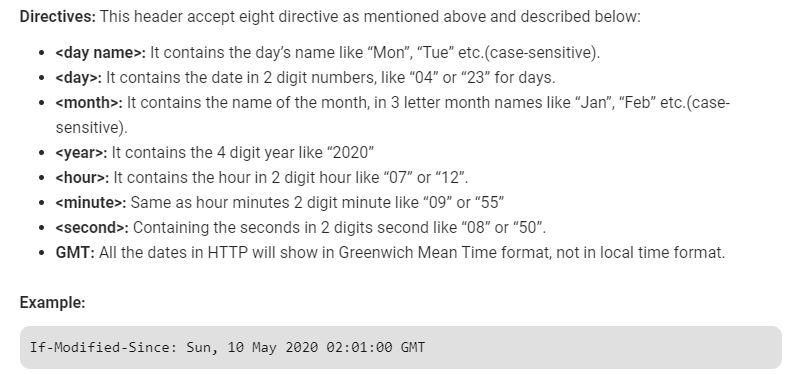 Directives: This header accept eight directive as mentioned above and described below:
• <day name>: It contains the day’s name like “Mon”, “Tue” etc.(case-sensitive).
• <day>: It contains the date in 2 digit numbers, like “04” or “23” for days.
• <month>: It contains the name of the month, in 3 letter month names like “Jan”, “Feb” etc.(case-
sensitive).
• <year>: It contains the 4 digit year like “2020”
• <hour>: It contains the hour in 2 digit hour like “07” or “12”.
• <minute>: Same as hour minutes 2 digit minute like “09” or “55”
• <second>: Containing the seconds in 2 digits second like “08” or “50”.
• GMT: All the dates in HTTP will show in Greenwich Mean Time format, not in local time format.
Example:
If-Modified-Since: Sun, 10 May 2020 02:01:00 GMT